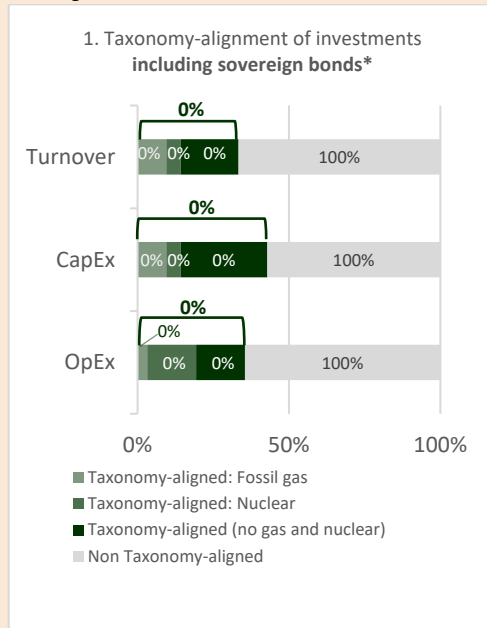 1. Taxonomy-alignment of investments
including sovereign bonds*
0%
Turnover 0% 0% 0% 100%
0%
CapEx 0% 0% 0% 100%
0%
0%
OpEx 0% 0% 100%
0% 50% 100%
Taxonomy-aligned: Fossil gas
Taxonomy-aligned: Nuclear
Taxonomy-aligned (no gas and nuclear)
Non Taxonomy-aligned